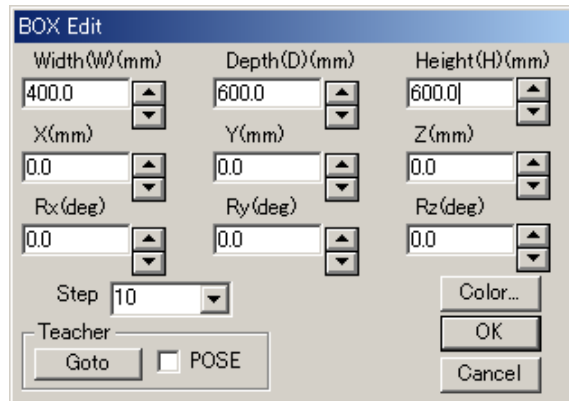 BOX Edit
Width(W)(mm) Depth(D)(mm) Height(H)(mm)
400.0 600.0 600.0
X(mm) Y(mm) Z(mm)
0.0 0.0 0.0
Rx(deg) Ry(deg) Rz(deg)
0.0 0.0 0.0
Step 10 Color...
Teacher OK
Goto POSE Cancel